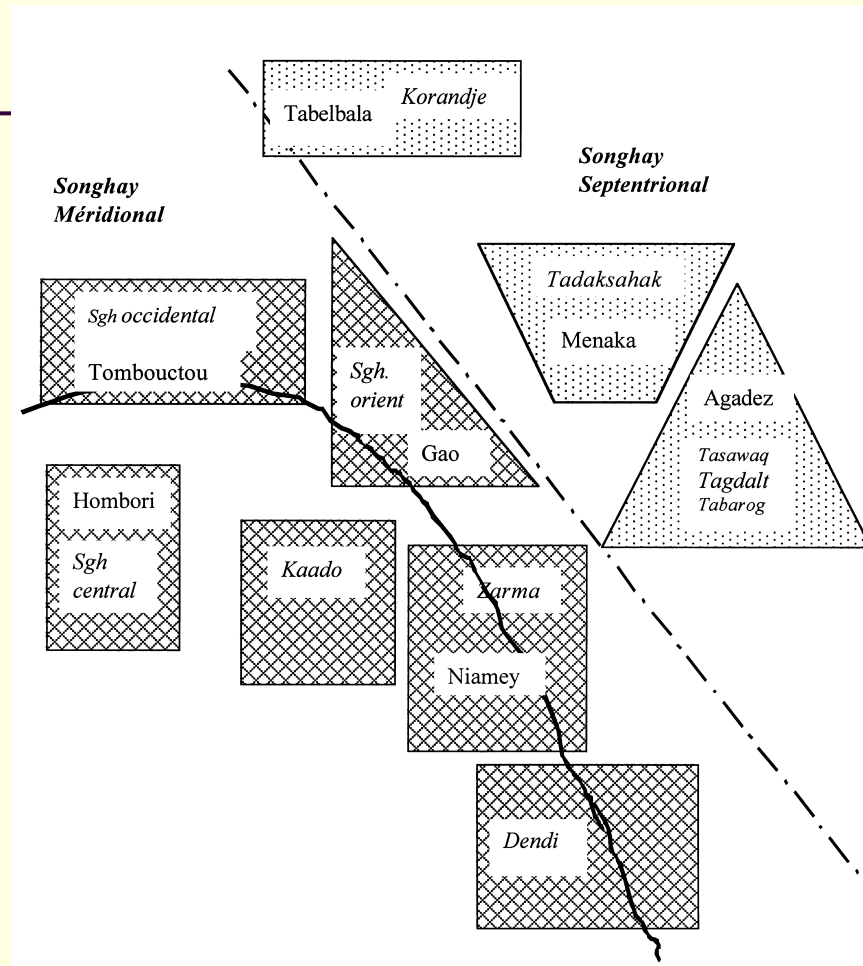 Tabelbala
Korandje
Songhay
Septentrional
Songhay
Méridional
Sgh occidental
Tombouctou
Sgh.
orient
Gao
Tadaksahak
Menaka
Agadez
Tasawaq
Tagdalt
Tabarog
Hombori
Sgh
central
Kaado
Zarma
Niamey
Dendi